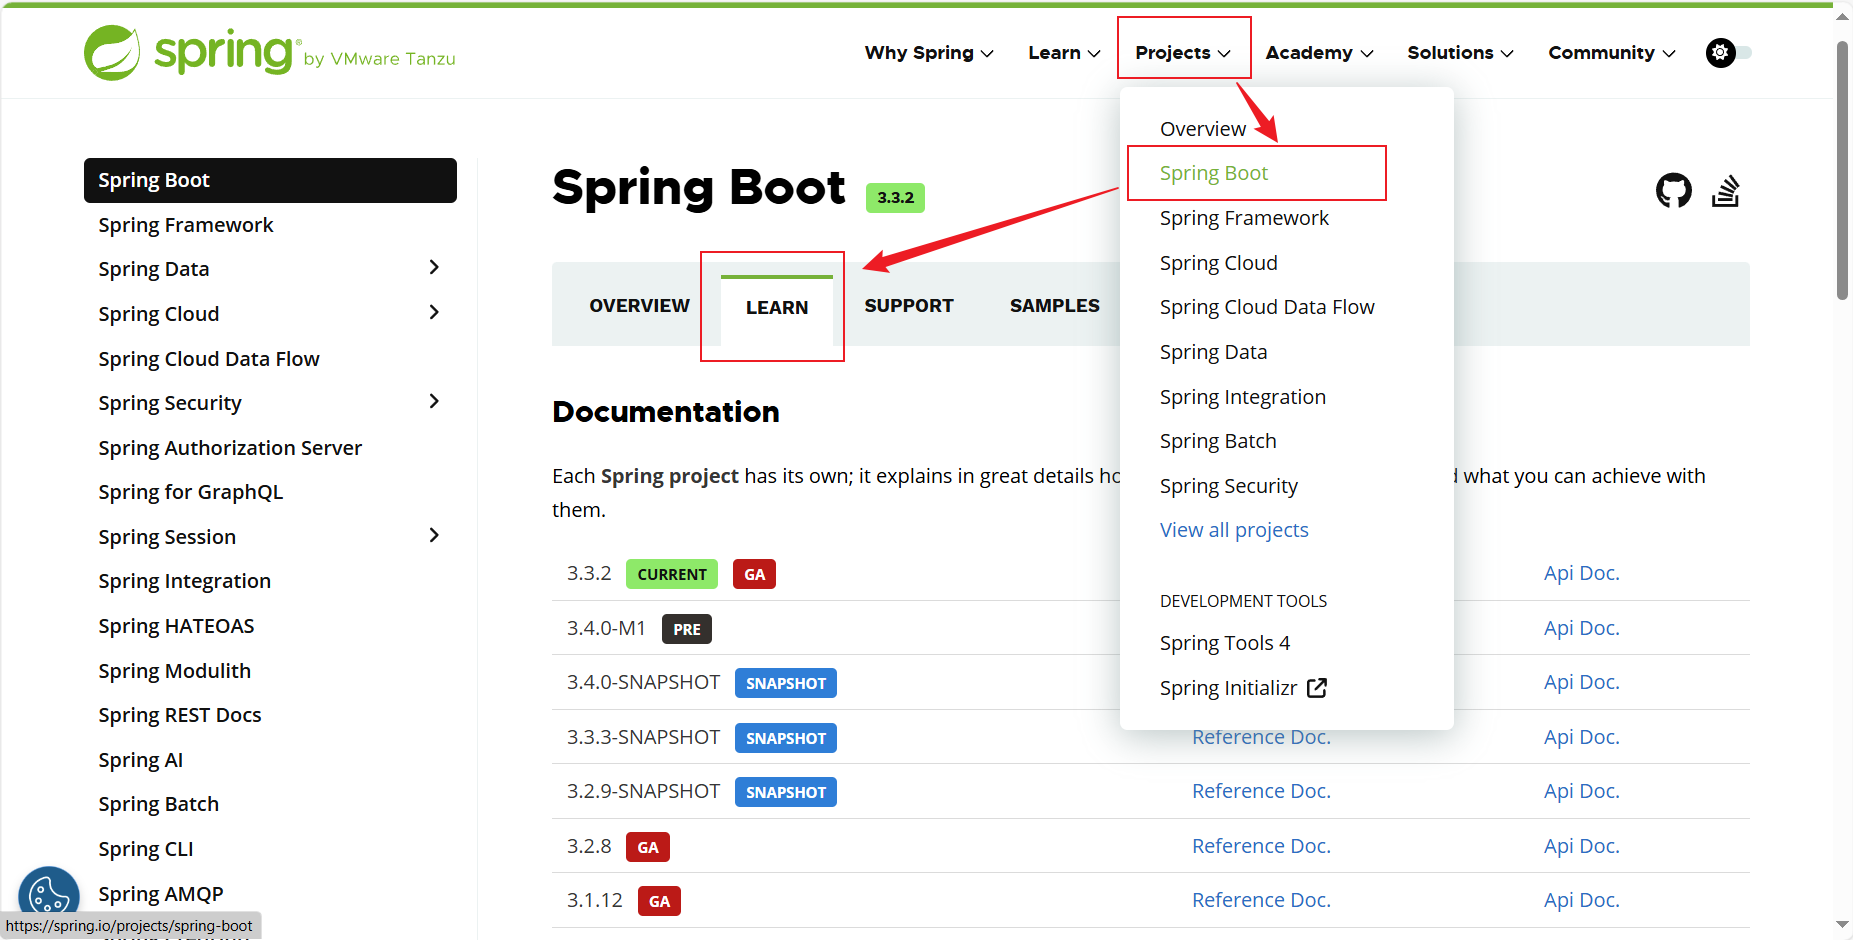 spring® by VMware Tanzu
Why Spring
Learn
Projects
Academy
Solutions
Community
Overview
Spring Boot
Spring Framework
Spring Cloud
Spring Cloud Data Flow
Spring Data
Spring Integration
Spring Batch
Spring Security
View all projects
DEVELOPMENT TOOLS
Spring Tools 4
Spring Initializr
Spring Boot
Spring Framework
Spring Data
Spring Cloud
Spring Cloud Data Flow
Spring Security
Spring Authorization Server
Spring for GraphQL
Spring Session
Spring Integration
Spring HATEOAS
Spring Modulith
Spring REST Docs
Spring AI
Spring Batch
Spring CLI
Spring AMQP
https://spring.io/projects/spring-boot
Spring Boot 3.3.2
OVERVIEW LEARN SUPPORT SAMPLES
Documentation
Each Spring project has its own; it explains in great details what you can achieve with
them.
3.3.2 CURRENT GA Api Doc.
3.4.0-M1 PRE Api Doc.
3.4.0-SNAPSHOT SNAPSHOT Api Doc.
3.3.3-SNAPSHOT SNAPSHOT Reference Doc. Api Doc.
3.2.9-SNAPSHOT SNAPSHOT Reference Doc. Api Doc.
3.2.8 GA Reference Doc. Api Doc.
3.1.12 GA Reference Doc. Api Doc.